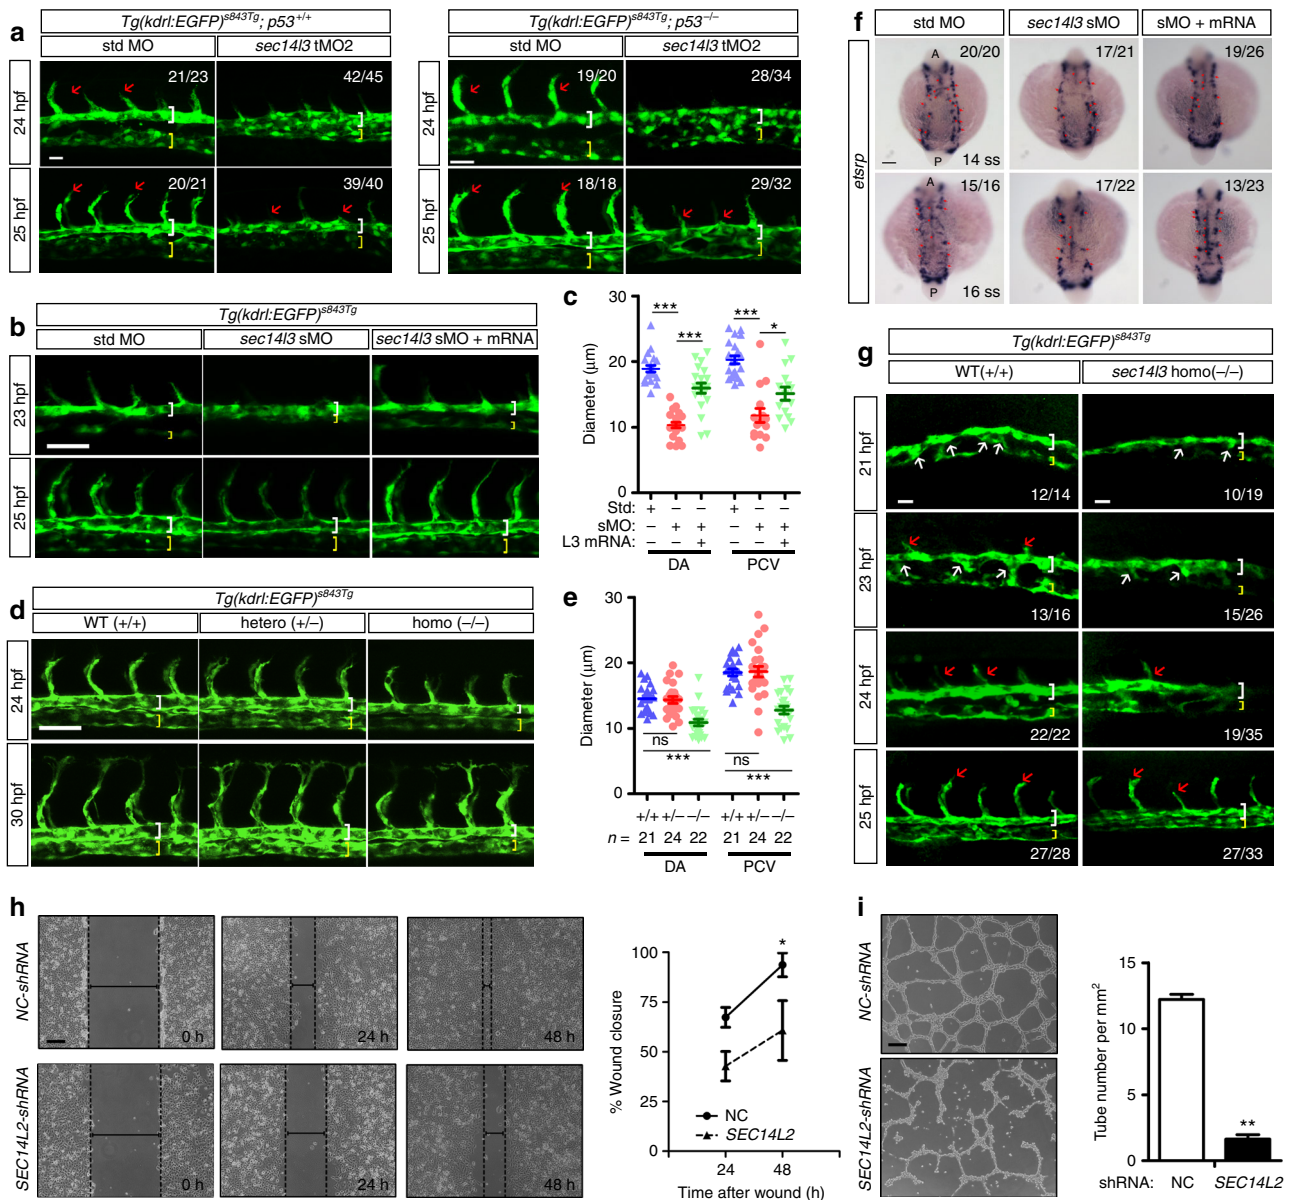 a
Tg(kdrl:EGFP)s843Tg; p53+/+
std MO
sec14l3 tMO2
24 hpf
21/23
42/45
25 hpf
20/21
39/40
Tg(kdrl:EGFP)s843Tg; p53–/–
std MO
sec14l3 tMO2
24 hpf
19/20
28/34
25 hpf
18/18
29/32
b
Tg(kdrl:EGFP)s843Tg
std MO
sec14l3 sMO
sec14l3 sMO + mRNA
23 hpf
25 hpf
c
Diameter (μm)
30
20
10
0
***
***
***
*
Std: + – – + – –
sMO: – + + – + +
L3 mRNA: – – + – – +
DA
PCV
d
Tg(kdrl:EGFP)s843Tg
WT (+/+)
hetero (+/–)
homo (–/–)
24 hpf
30 hpf
e
Diameter (μm)
30
20
10
0
ns
***
ns
***
+/+ +/– –/– +/+ +/– –/–
n = 21 24 22 21 24 22
DA
PCV
f
std MO
sec14l3 sMO
sMO + mRNA
etsrp
A
20/20
17/21
19/26
P
14 ss
A
15/16
17/22
13/23
P
16 ss
g
Tg(kdrl:EGFP)s843Tg
WT(+/+)
sec14l3 homo(–/–)
21 hpf
12/14
10/19
23 hpf
13/16
15/26
24 hpf
22/22
19/35
25 hpf
27/28
27/33
h
NC-shRNA
0 h
24 h
48 h
SEC14L2-shRNA
0 h
24 h
48 h
% Wound closure
100
75
50
25
0
*
NC
SEC14L2
24
48
Time after wound (h)
i
NC-shRNA
SEC14L2-shRNA
Tube number per mm2
15
10
5
0
**
shRNA: NC SEC14L2